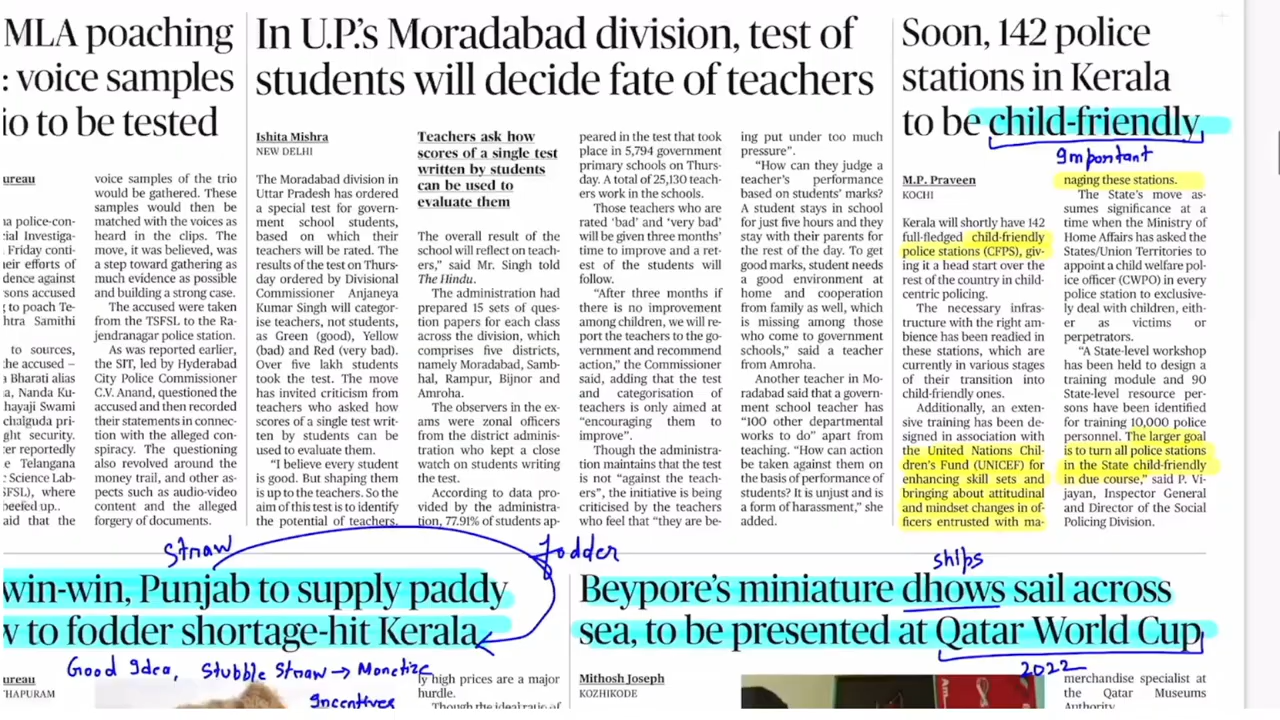 MLA poaching
: voice samples
io to be tested
ureau
na police-con-
ial Investiga-
Friday conti-
eir efforts of
dence against
sons accused
to poach Te-
htra Samithi
to sources,
he accused –
a Bharati alias
a, Nanda Ku-
hayaji Swami
chalguda pri-
ght security.
er reportedly
e Telangana
: Science Lab-
SFSL), where
beefed up..
aid that the
voice samples of the trio
would be gathered. These
samples would then be
matched with the voices as
heard in the clips. The
move, it was believed, was
a step toward gathering as
much evidence as possible
and building a strong case.
The accused were taken
from the TSFSL to the Ra-
jendranagar police station.
As was reported earlier,
the SIT, led by Hyderabad
City Police Commissioner
C.V. Anand, questioned the
accused and then recorded
their statements in connec-
tion with the alleged con-
spiracy. The questioning
also revolved around the
money trail, and other as-
pects such as audio-video
content and the alleged
forgery of documents.
In U.P.'s Moradabad division, test of
students will decide fate of teachers
Ishita Mishra
NEW DELHI
The Moradabad division in
Uttar Pradesh has ordered
a special test for govern-
ment school students,
based on which their
teachers will be rated. The
results of the test on Thurs-
day ordered by Divisional
Commissioner Anjaneya
Kumar Singh will categor-
ise teachers, not students,
as Green (good), Yellow
(bad) and Red (very bad).
Over five lakh students
took the test. The move
has invited criticism from
teachers who asked how
scores of a single test writ-
ten by students can be
used to evaluate them.
"I believe every student
is good. But shaping them
is up to the teachers. So the
aim of this test is to identify
the potential of teachers.
Teachers ask how
scores of a single test
written by students
can be used to
evaluate them
The overall result of the
school will reflect on teach-
ers," said Mr. Singh told
The Hindu.
The administration had
prepared 15 sets of ques-
tion papers for each class
across the division, which
comprises five districts,
namely Moradabad, Samb-
hal, Rampur, Bijnor and
Amroha.
The observers in the ex-
ams were zonal officers
from the district adminis-
tration who kept a close
watch on students writing
the test.
According to data pro-
vided by the administra-
tion, 77.91% of students ap-
peared in the test that took
place in 5,794 government
primary schools on Thurs-
day. A total of 25,130 teach-
ers work in the schools.
Those teachers who are
rated 'bad' and 'very bad'
will be given three months'
time to improve and a ret-
est of the students will
follow.
"After three months if
there is no improvement
among children, we will re-
port the teachers to the go-
vernment and recommend
action," the Commissioner
said, adding that the test
and categorisation of
teachers is only aimed at
"encouraging them to
improve".
Though the administra-
tion maintains that the test
is not "against the teach-
ers", the initiative is being
criticised by the teachers
who feel that "they are be-
ing put under too much
pressure".
"How can they judge a
teacher's performance
based on students' marks?
A student stays in school
for just five hours and they
stay with their parents for
the rest of the day. To get
good marks, student needs
a good environment at
home and cooperation
from family as well, which
is missing among those
who come to government
schools," said a teacher
from Amroha.
Another teacher in Mo-
radabad said that a govern-
ment school teacher has
"100 other departmental
works to do" apart from
teaching. "How can action
be taken against them on
the basis of performance of
students? It is unjust and is
a form of harassment," she
added.
Soon, 142 police
stations in Kerala
to be child-friendly
Important
M.P. Praveen
KOCHI
Kerala will shortly have 142
full-fledged child-friendly
police stations (CFPS), giv-
ing it a head start over the
rest of the country in child-
centric policing.
The necessary infras-
tructure with the right am-
bience has been readied in
these stations, which are
currently in various stages
of their transition into
child-friendly ones.
Additionally, an exten-
sive training has been de-
signed in association with
the United Nations Chil-
dren's Fund (UNICEF) for
enhancing skill sets and
bringing about attitudinal
and mindset changes in of-
ficers entrusted with ma-
naging these stations.
The State's move as-
sumes significance at a
time when the Ministry of
Home Affairs has asked the
States/Union Territories to
appoint a child welfare pol-
ice officer (CWPO) in every
police station to exclusive-
ly deal with children, eith-
er as victims or
perpetrators.
"A State-level workshop
has been held to design a
training module and 90
State-level resource per-
sons have been identified
for training 10,000 police
personnel. The larger goal
is to turn all police stations
in the State child-friendly
in due course," said P. Vi-
jayan, Inspector General
and Director of the Social
Policing Division.
Straw
fodder
win-win, Punjab to supply paddy
w to fodder shortage-hit Kerala
Good Idea, Stubble Straw → Monetize
Incentives
ureau
THAPURAM
ly high prices are a major
hurdle.
Though the ideal ratio of
ships
Beypore's miniature dhows sail across
sea, to be presented at Qatar World Cup
2022
Mithosh Joseph
KOZHIKODE
merchandise specialist at
the Qatar Museums
Authority.